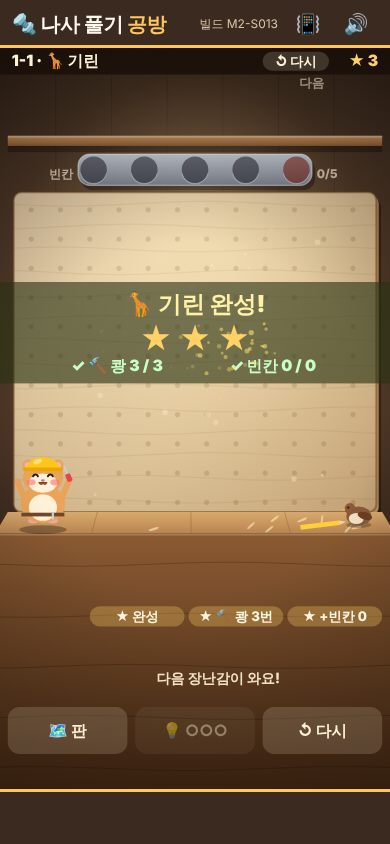 나사 풀기 공방 빌드 M2-S013
1-1 · 기린 다시 ★ 3
다음
빈칸 0/5
기린 완성!
★ ★ ★
✓ 쾅 3 / 3 ✓ 빈칸 0 / 0
★ 완성 ★ 쾅 3번 ★ +빈칸 0
다음 장난감이 와요!
판 다시